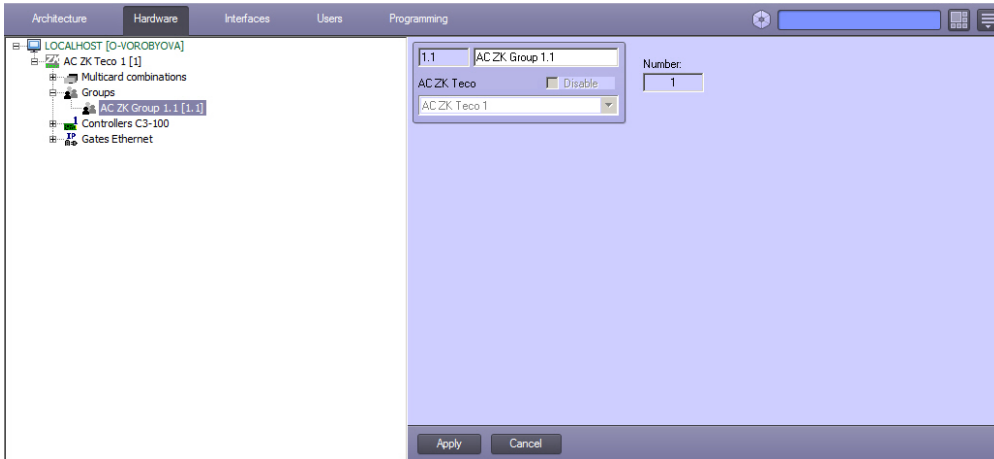 Architecture Hardware Interfaces Users Programming
LOCALHOST [O-VOROBYOVA]
AC ZK Teco 1 [1]
Multicard combinations
Groups
AC ZK Group 1.1 [1.1]
1 Controllers C3-100
IP Gates Ethernet
1.1 AC ZK Group 1.1
AC ZK Teco Disable
AC ZK Teco 1
Number:
1
Apply Cancel